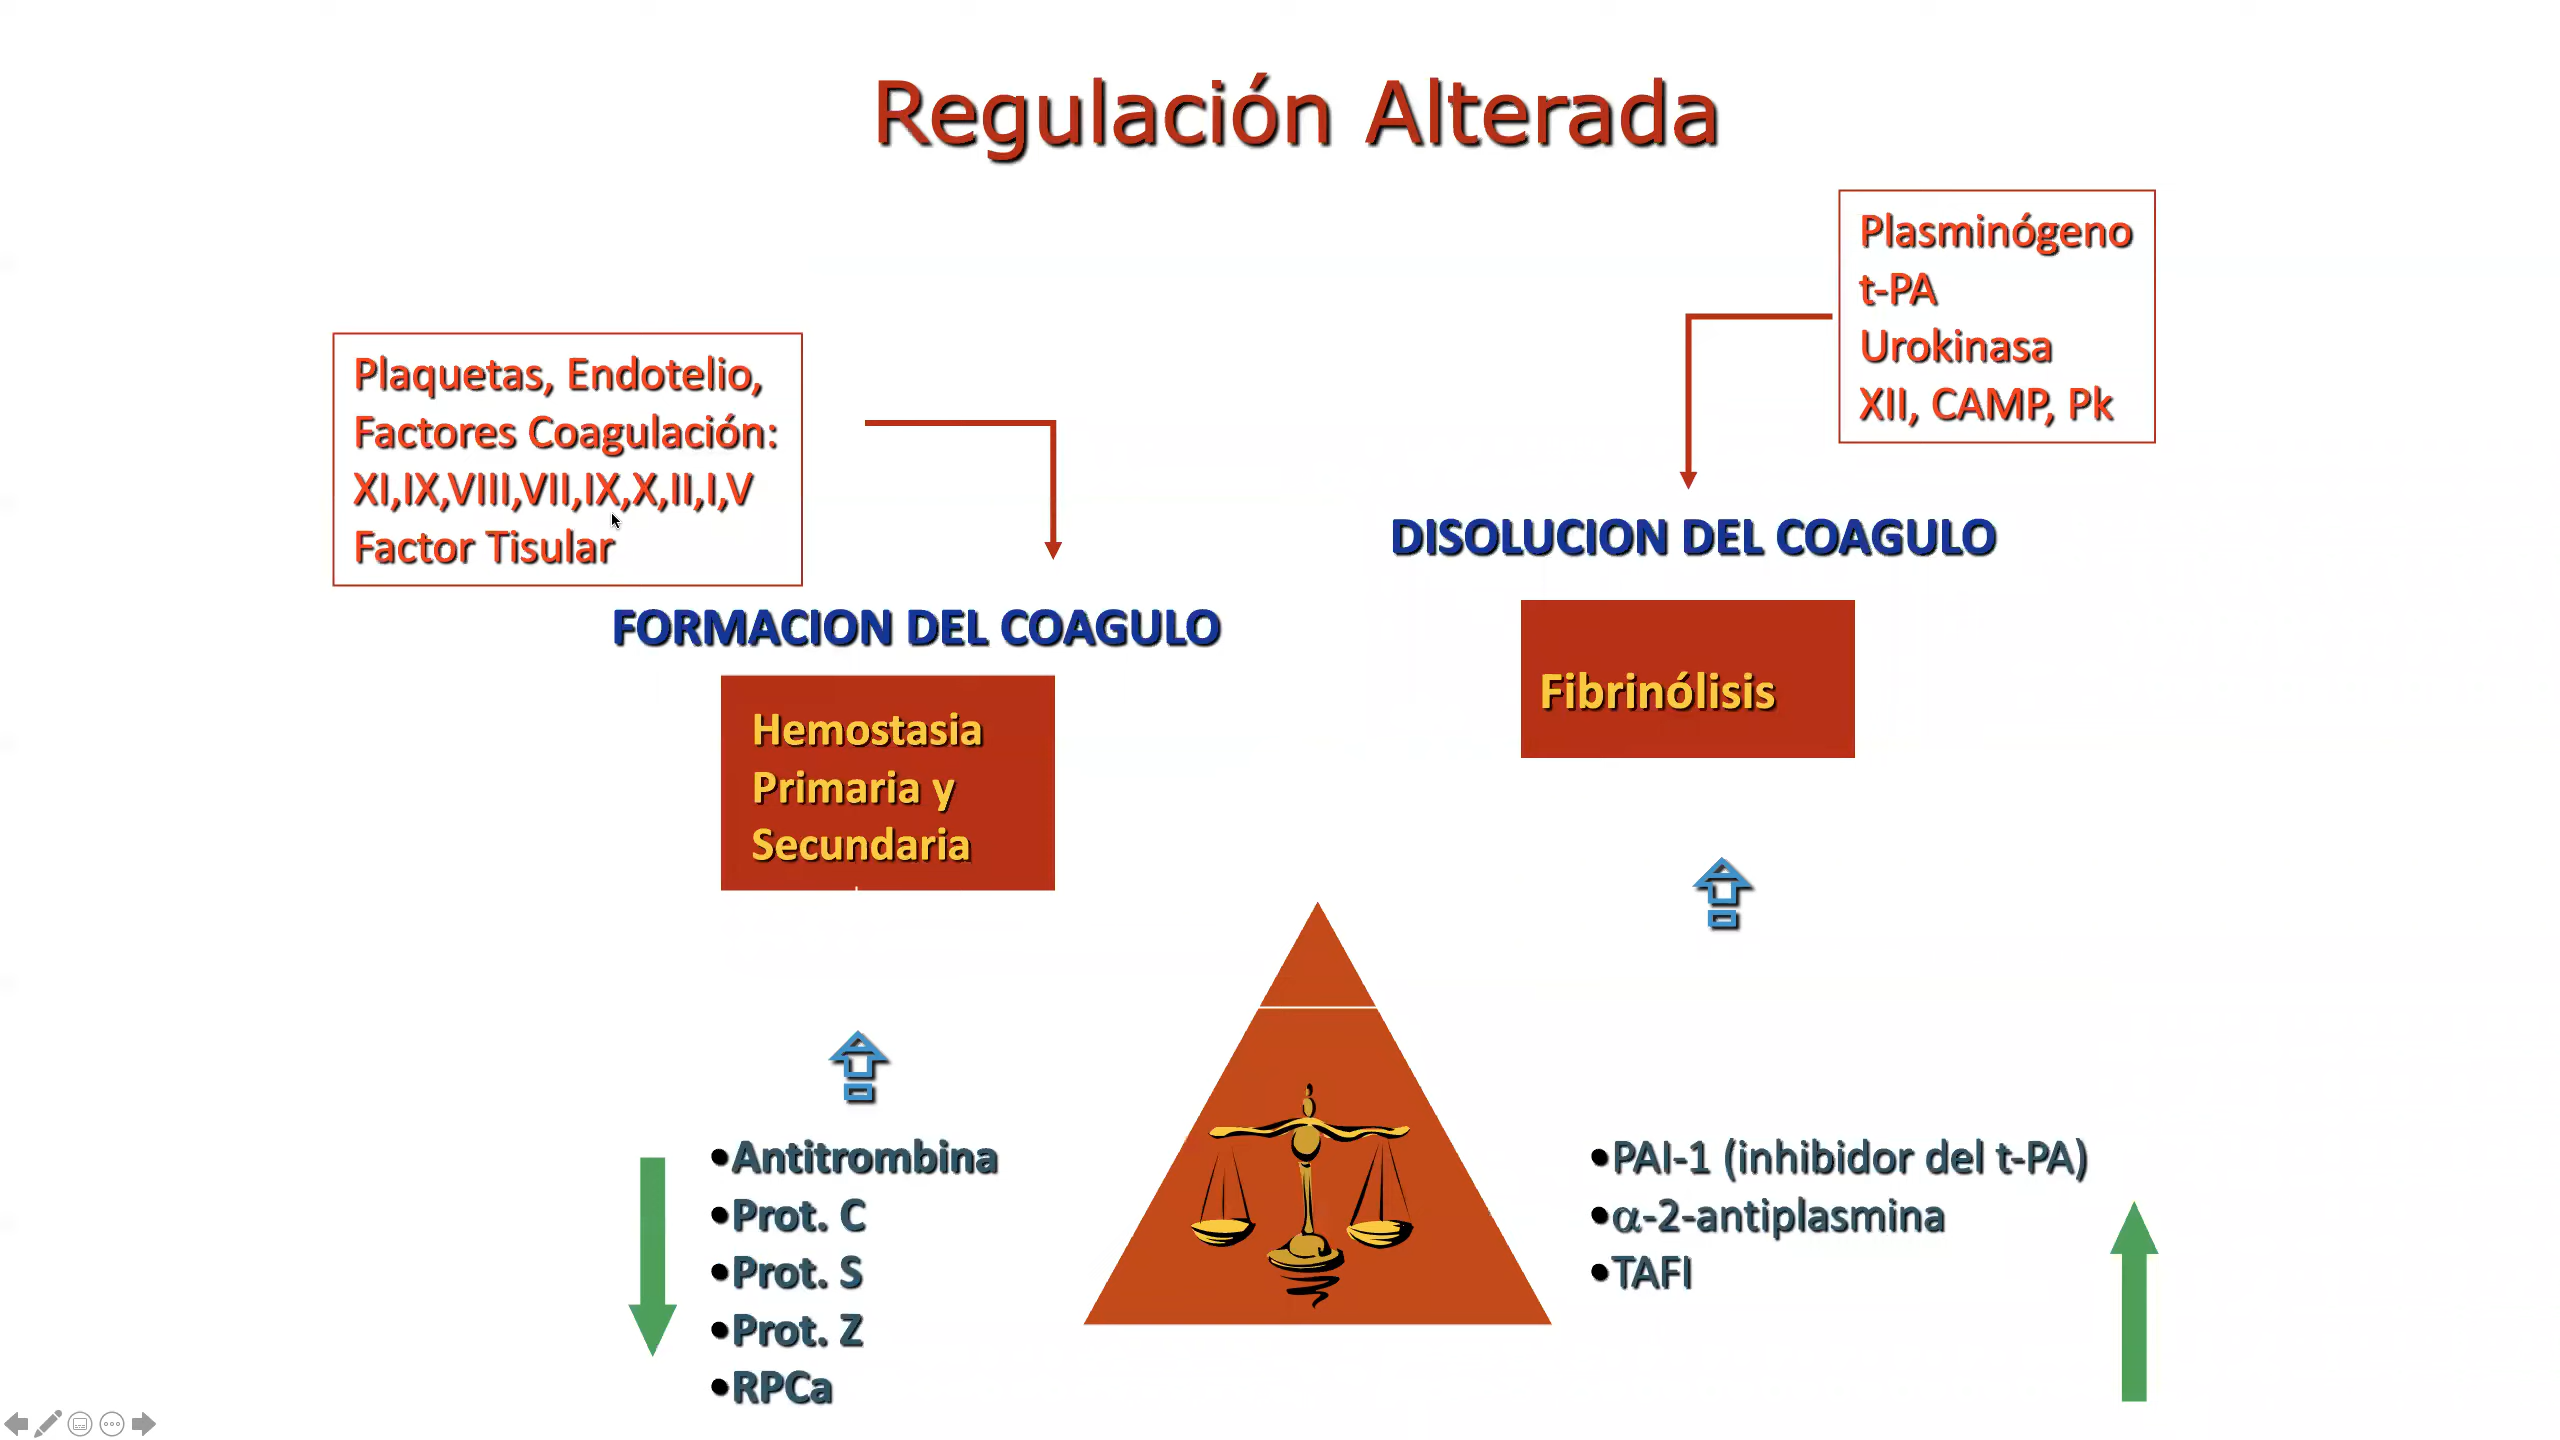 Regulación Alterada
Plaquetas, Endotelio,
Factores Coagulación:
XI,IX,VIII,VII,IX,X,II,I,V
Factor Tisular
FORMACION DEL COAGULO
Hemostasia
Primaria y
Secundaria
•Antitrombina
•Prot. C
•Prot. S
•Prot. Z
•RPCa
Plasminógeno
t-PA
Urokinasa
XII, CAMP, Pk
DISOLUCION DEL COAGULO
Fibrinólisis
•PAI-1 (inhibidor del t-PA)
•α-2-antiplasmina
•TAFI